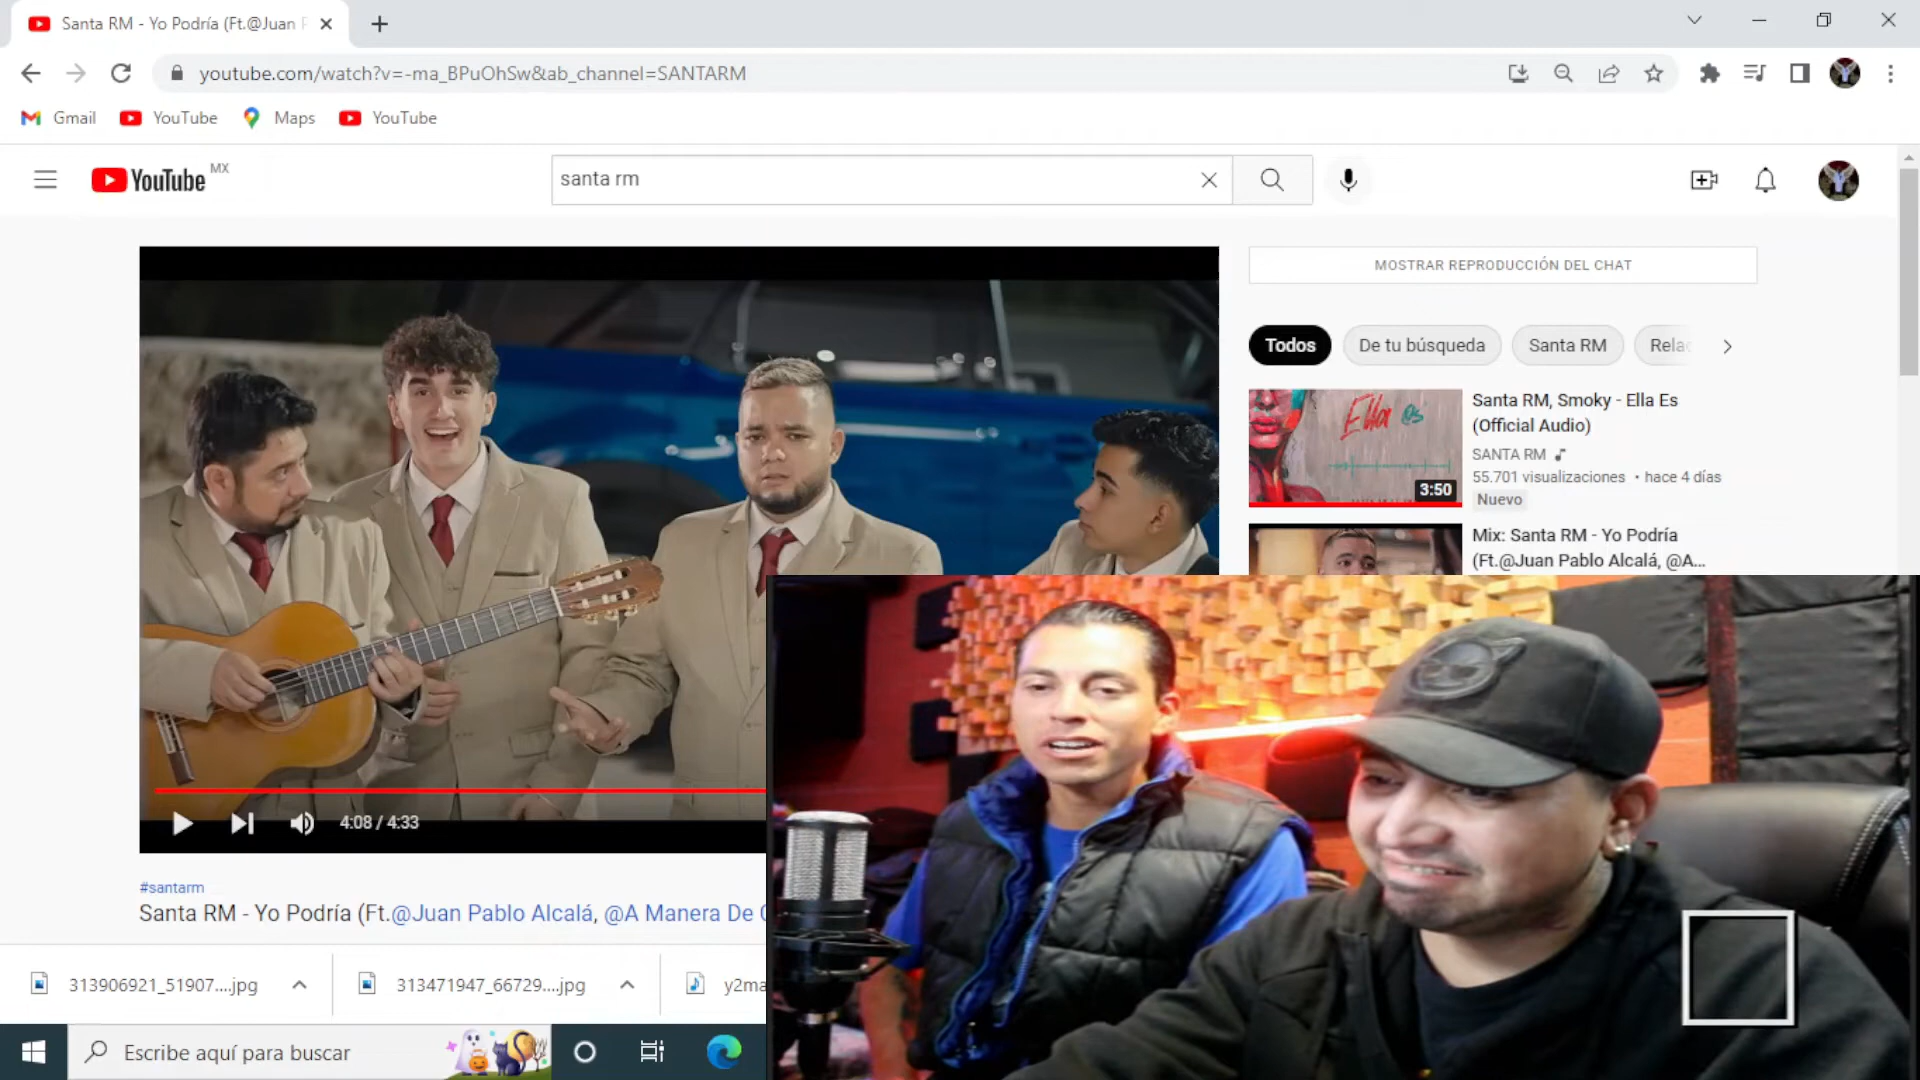 Santa RM - Yo Podría (Ft.@Juan P
youtube.com/watch?v=-ma_BPuOhSw&ab_channel=SANTARM
Gmail
YouTube
Maps
YouTube
YouTube MX
santa rm
MOSTRAR REPRODUCCIÓN DEL CHAT
Todos
De tu búsqueda
Santa RM
Relac
Ella es
3:50
Santa RM, Smoky - Ella Es
(Official Audio)
SANTA RM
55.701 visualizaciones • hace 4 días
Nuevo
Mix: Santa RM - Yo Podría
(Ft.@Juan Pablo Alcalá, @A...
4:08 / 4:33
#santarm
Santa RM - Yo Podría (Ft.@Juan Pablo Alcalá, @A Manera De
313906921_51907....jpg
313471947_66729....jpg
y2ma
Escribe aquí para buscar